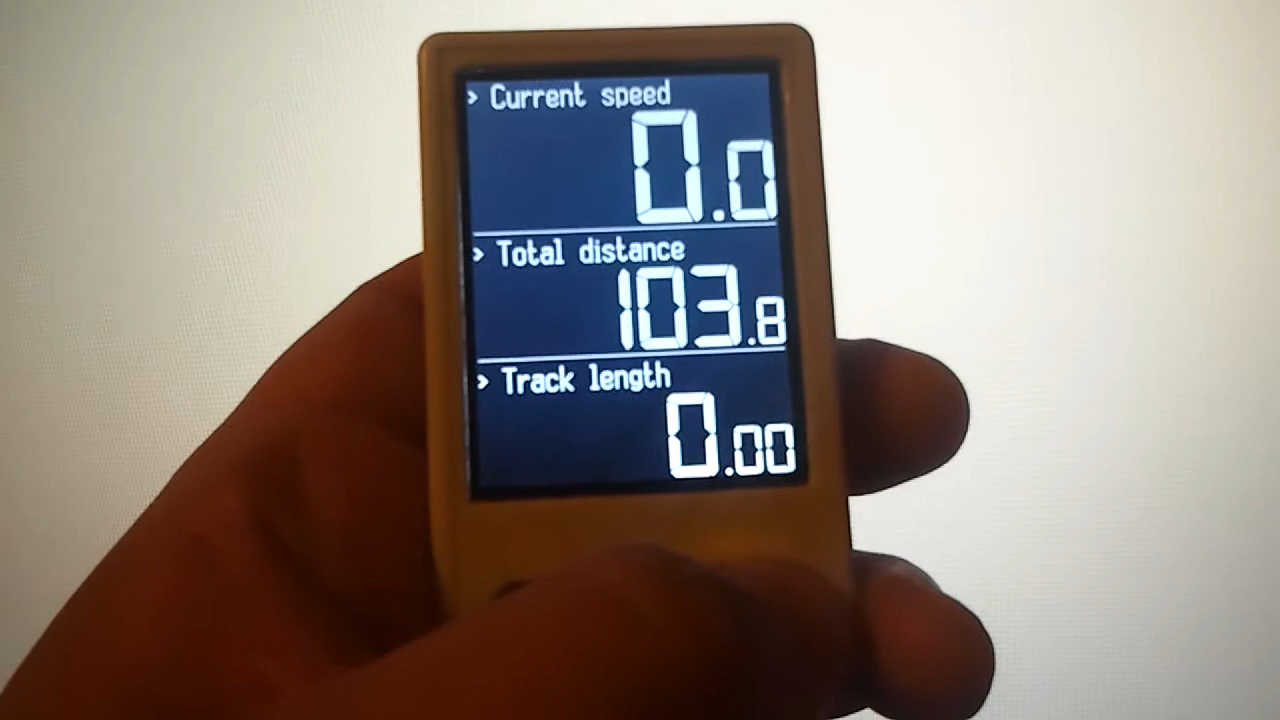 > Current speed
0.0
> Total distance
103.8
> Track length
0.00